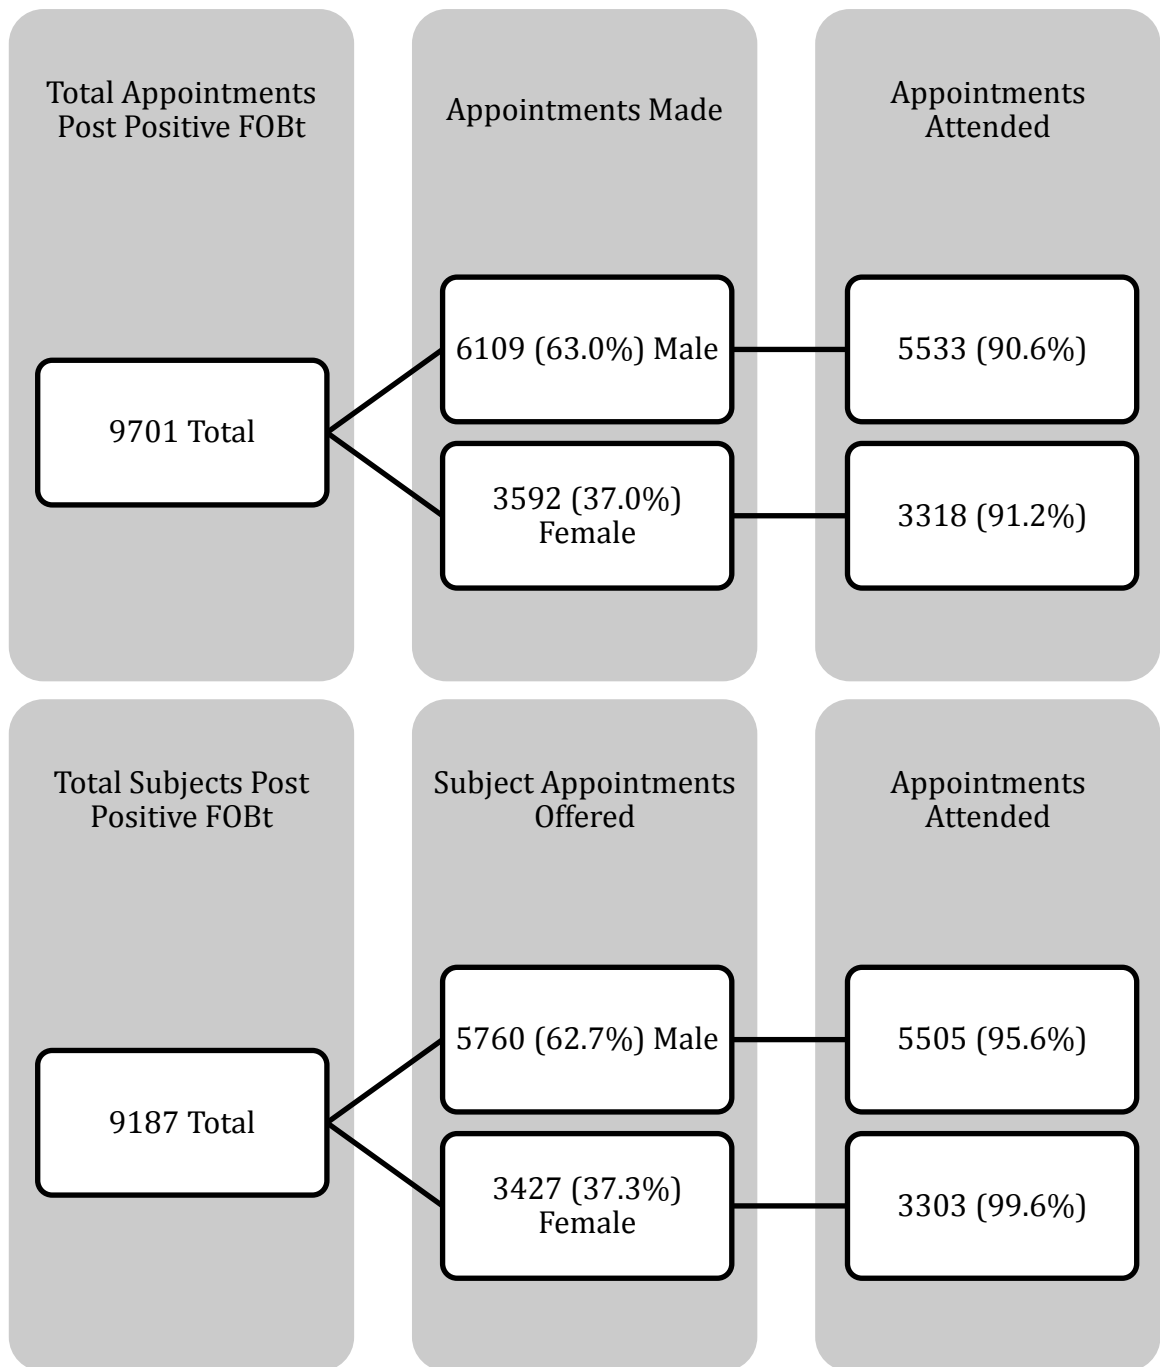 Total Appointments
Post Positive FOBt
Appointments Made
Appointments
Attended
9701 Total
6109 (63.0%) Male
5533 (90.6%)
3592 (37.0%)
Female
3318 (91.2%)
Total Subjects Post
Positive FOBt
Subject Appointments
Offered
Appointments
Attended
9187 Total
5760 (62.7%) Male
5505 (95.6%)
3427 (37.3%)
Female
3303 (99.6%)